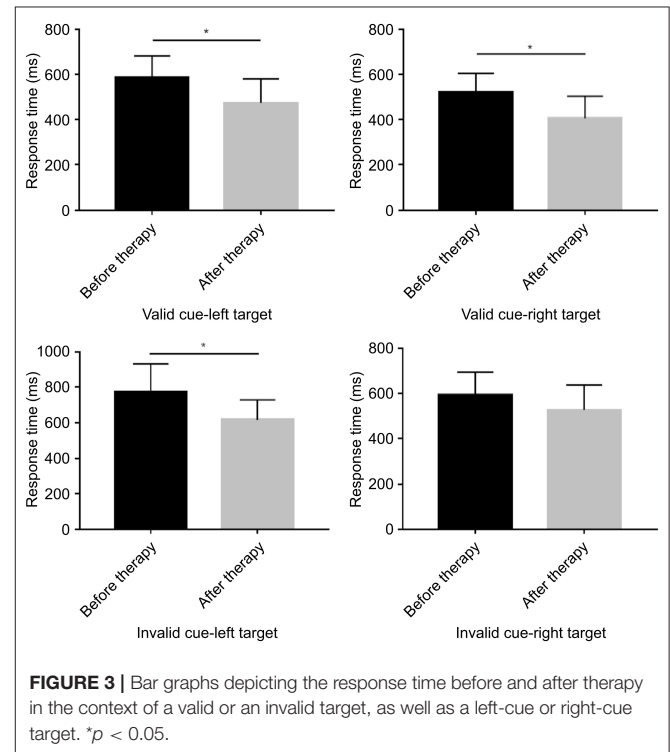 800
600
400
200
0
Response time (ms)
*
Before therapy
After therapy
Valid cue-left target
800
600
400
200
0
Response time (ms)
*
Before therapy
After therapy
Valid cue-right target
1000
800
600
400
200
0
Response time (ms)
*
Before therapy
After therapy
Invalid cue-left target
800
600
400
200
0
Response time (ms)
Before therapy
After therapy
Invalid cue-right target
FIGURE 3 | Bar graphs depicting the response time before and after therapy
in the context of a valid or an invalid target, as well as a left-cue or right-cue
target. *p < 0.05.